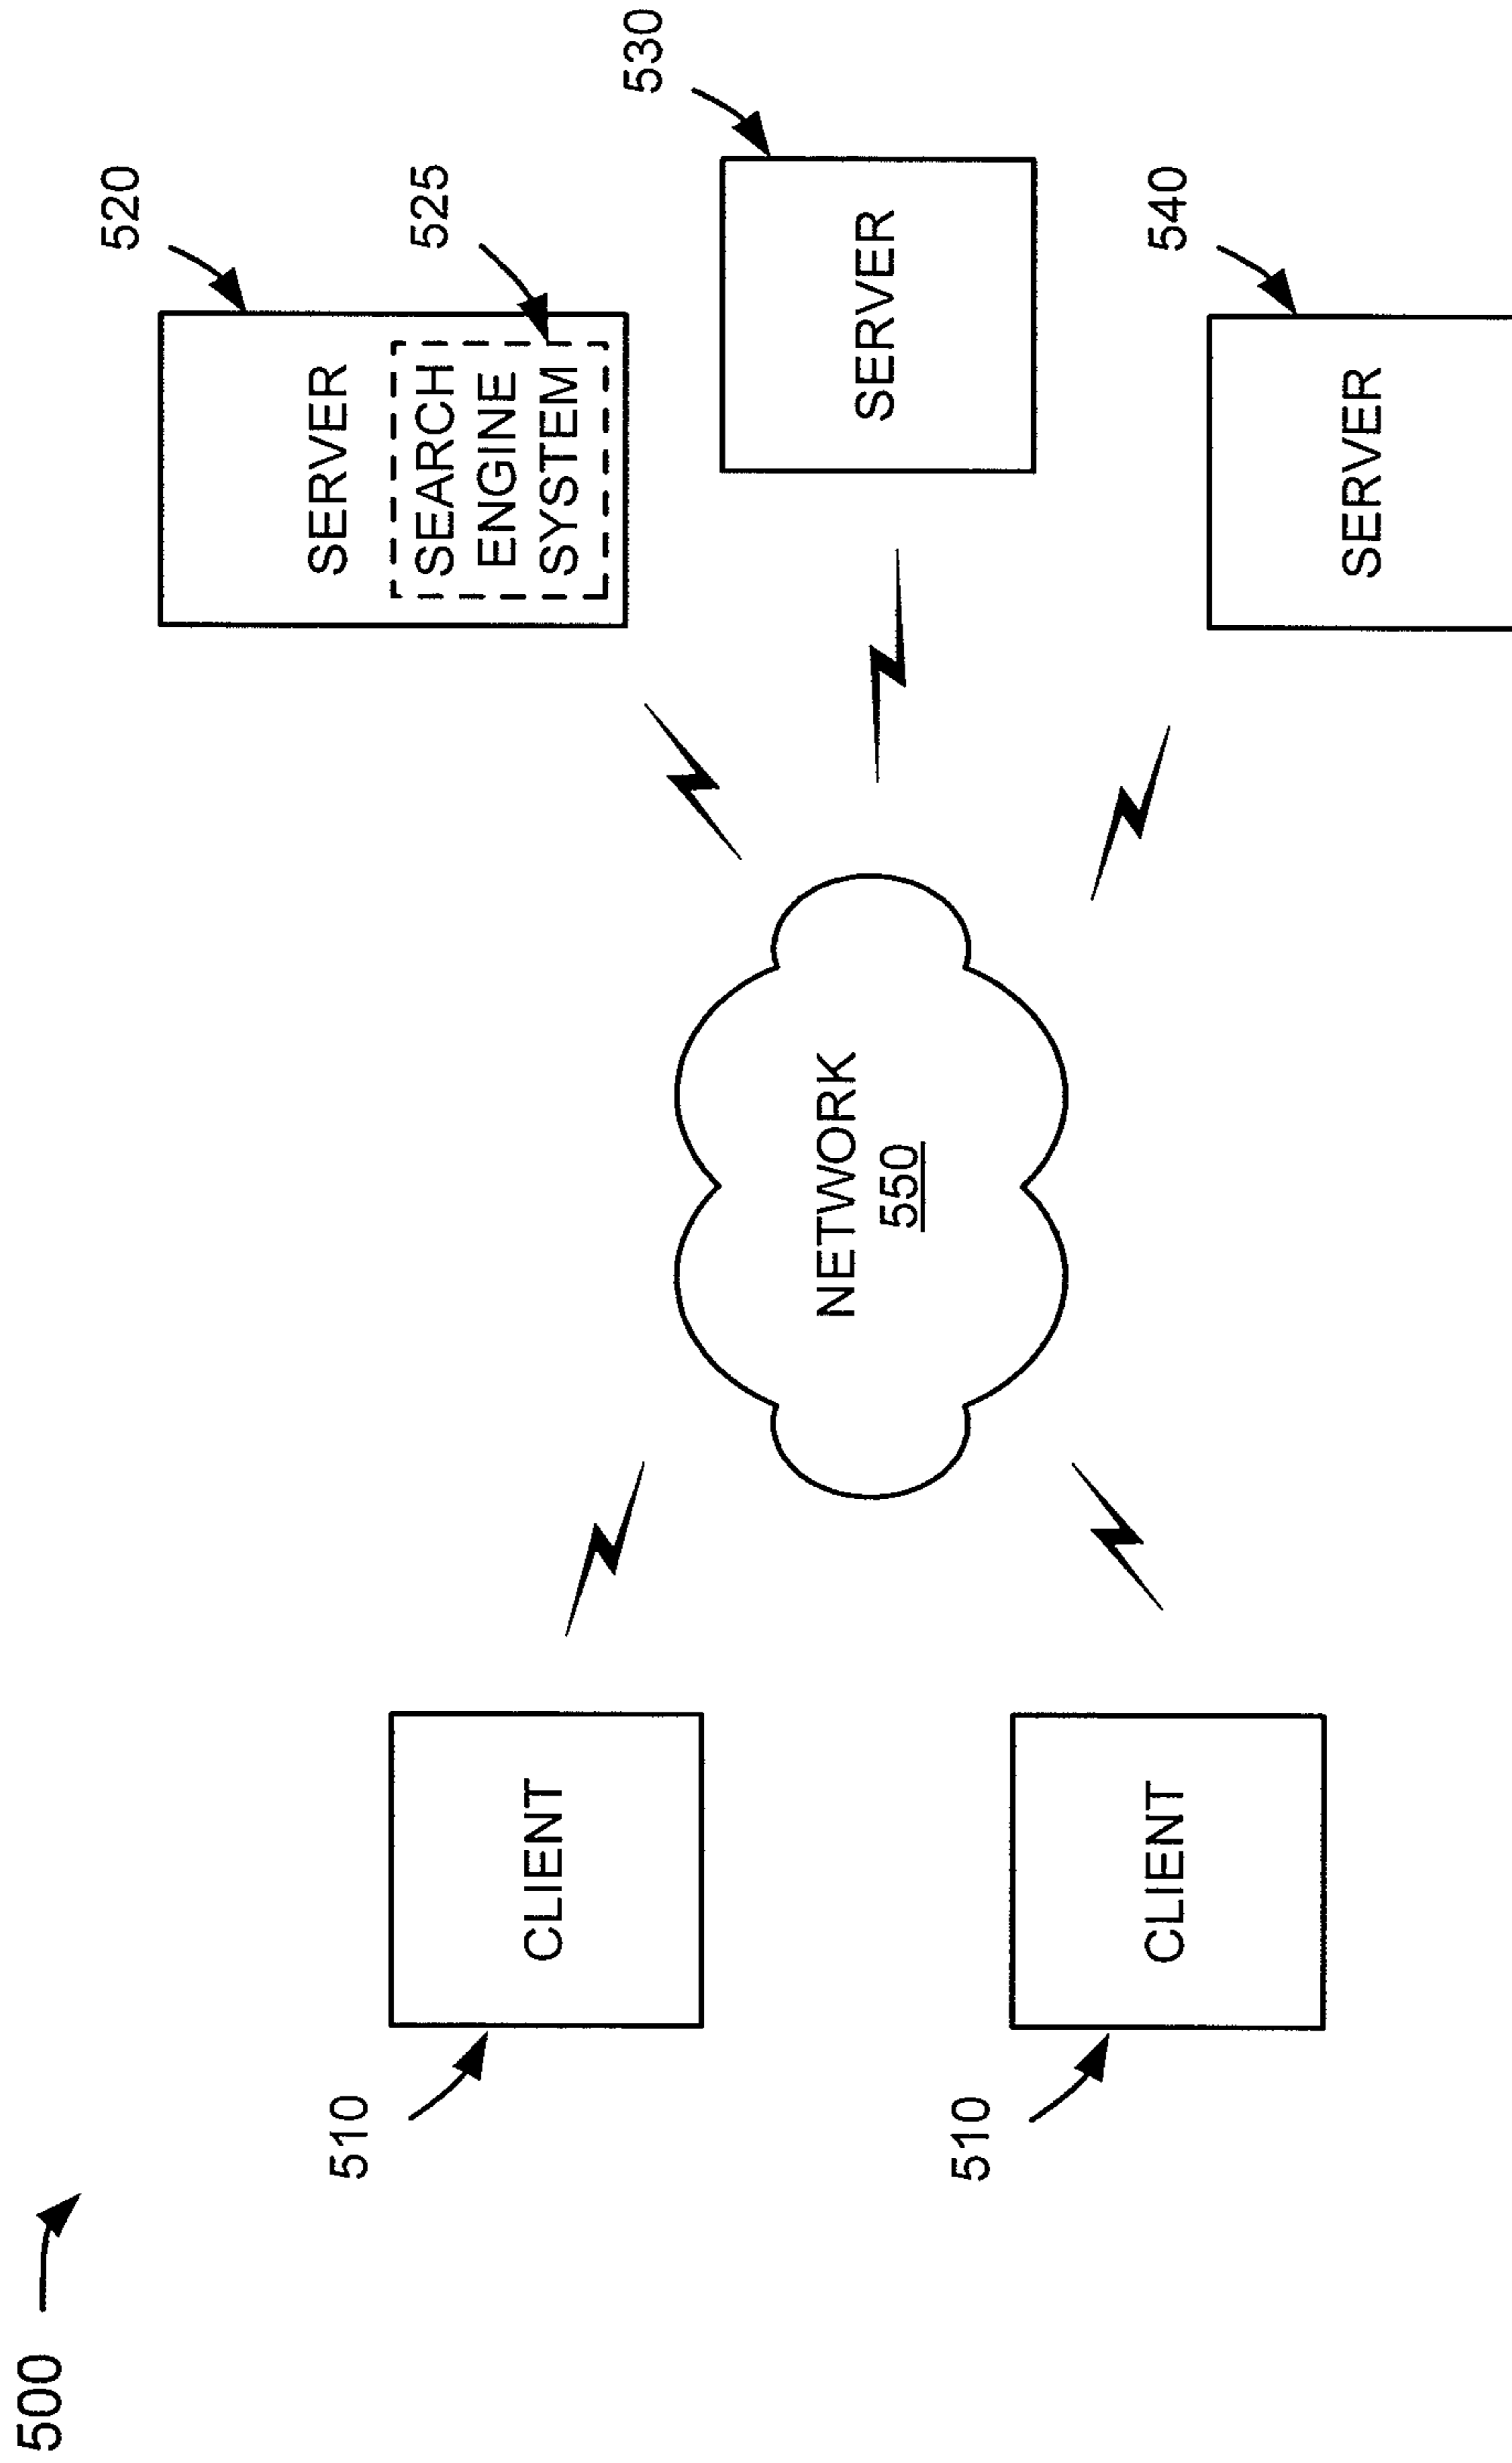 500
510
CLIENT
510
CLIENT
NETWORK
550
520
SERVER
525
SEARCH
ENGINE
SYSTEM
530
SERVER
540
SERVER